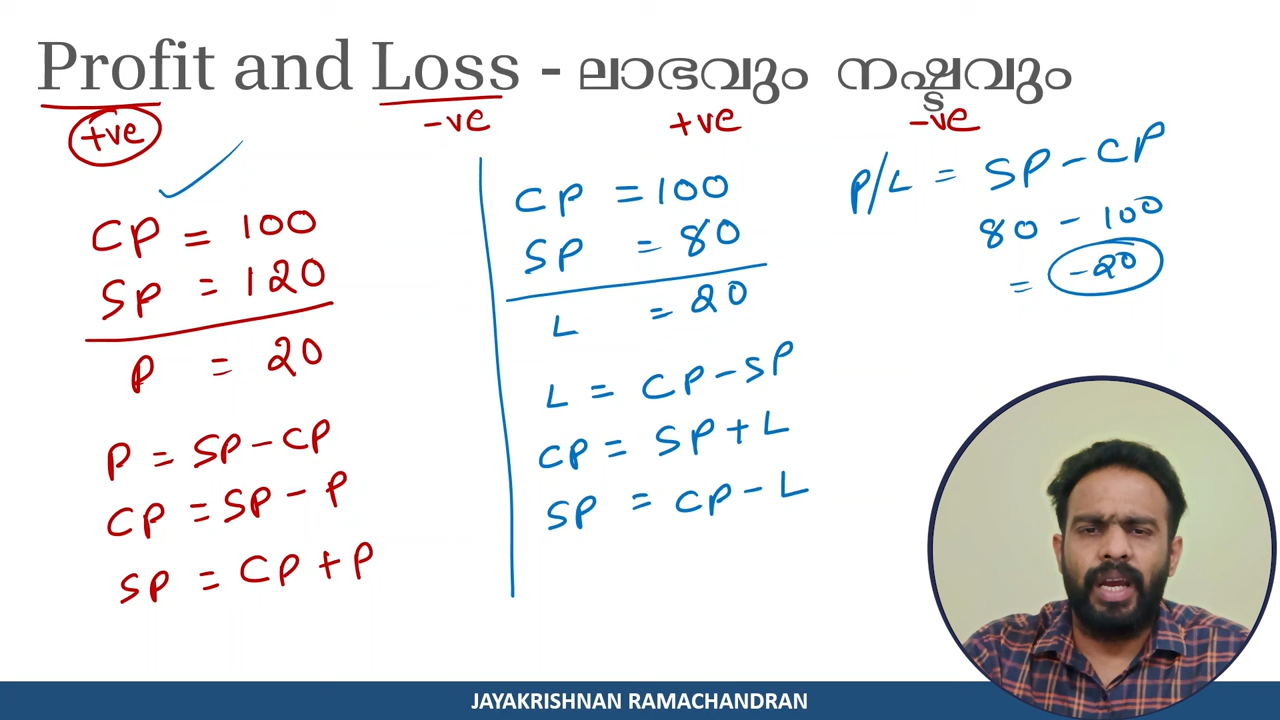 Profit and Loss - ലാഭവും നഷ്ടവും
+ve -ve +ve -ve
CP = 100
SP = 120
P = 20
P = SP - CP
CP = SP - P
SP = CP + P
CP = 100
SP = 80
L = 20
L = CP - SP
CP = SP + L
SP = CP - L
P/L = SP - CP
80 - 100
= -20
JAYAKRISHNAN RAMACHANDRAN